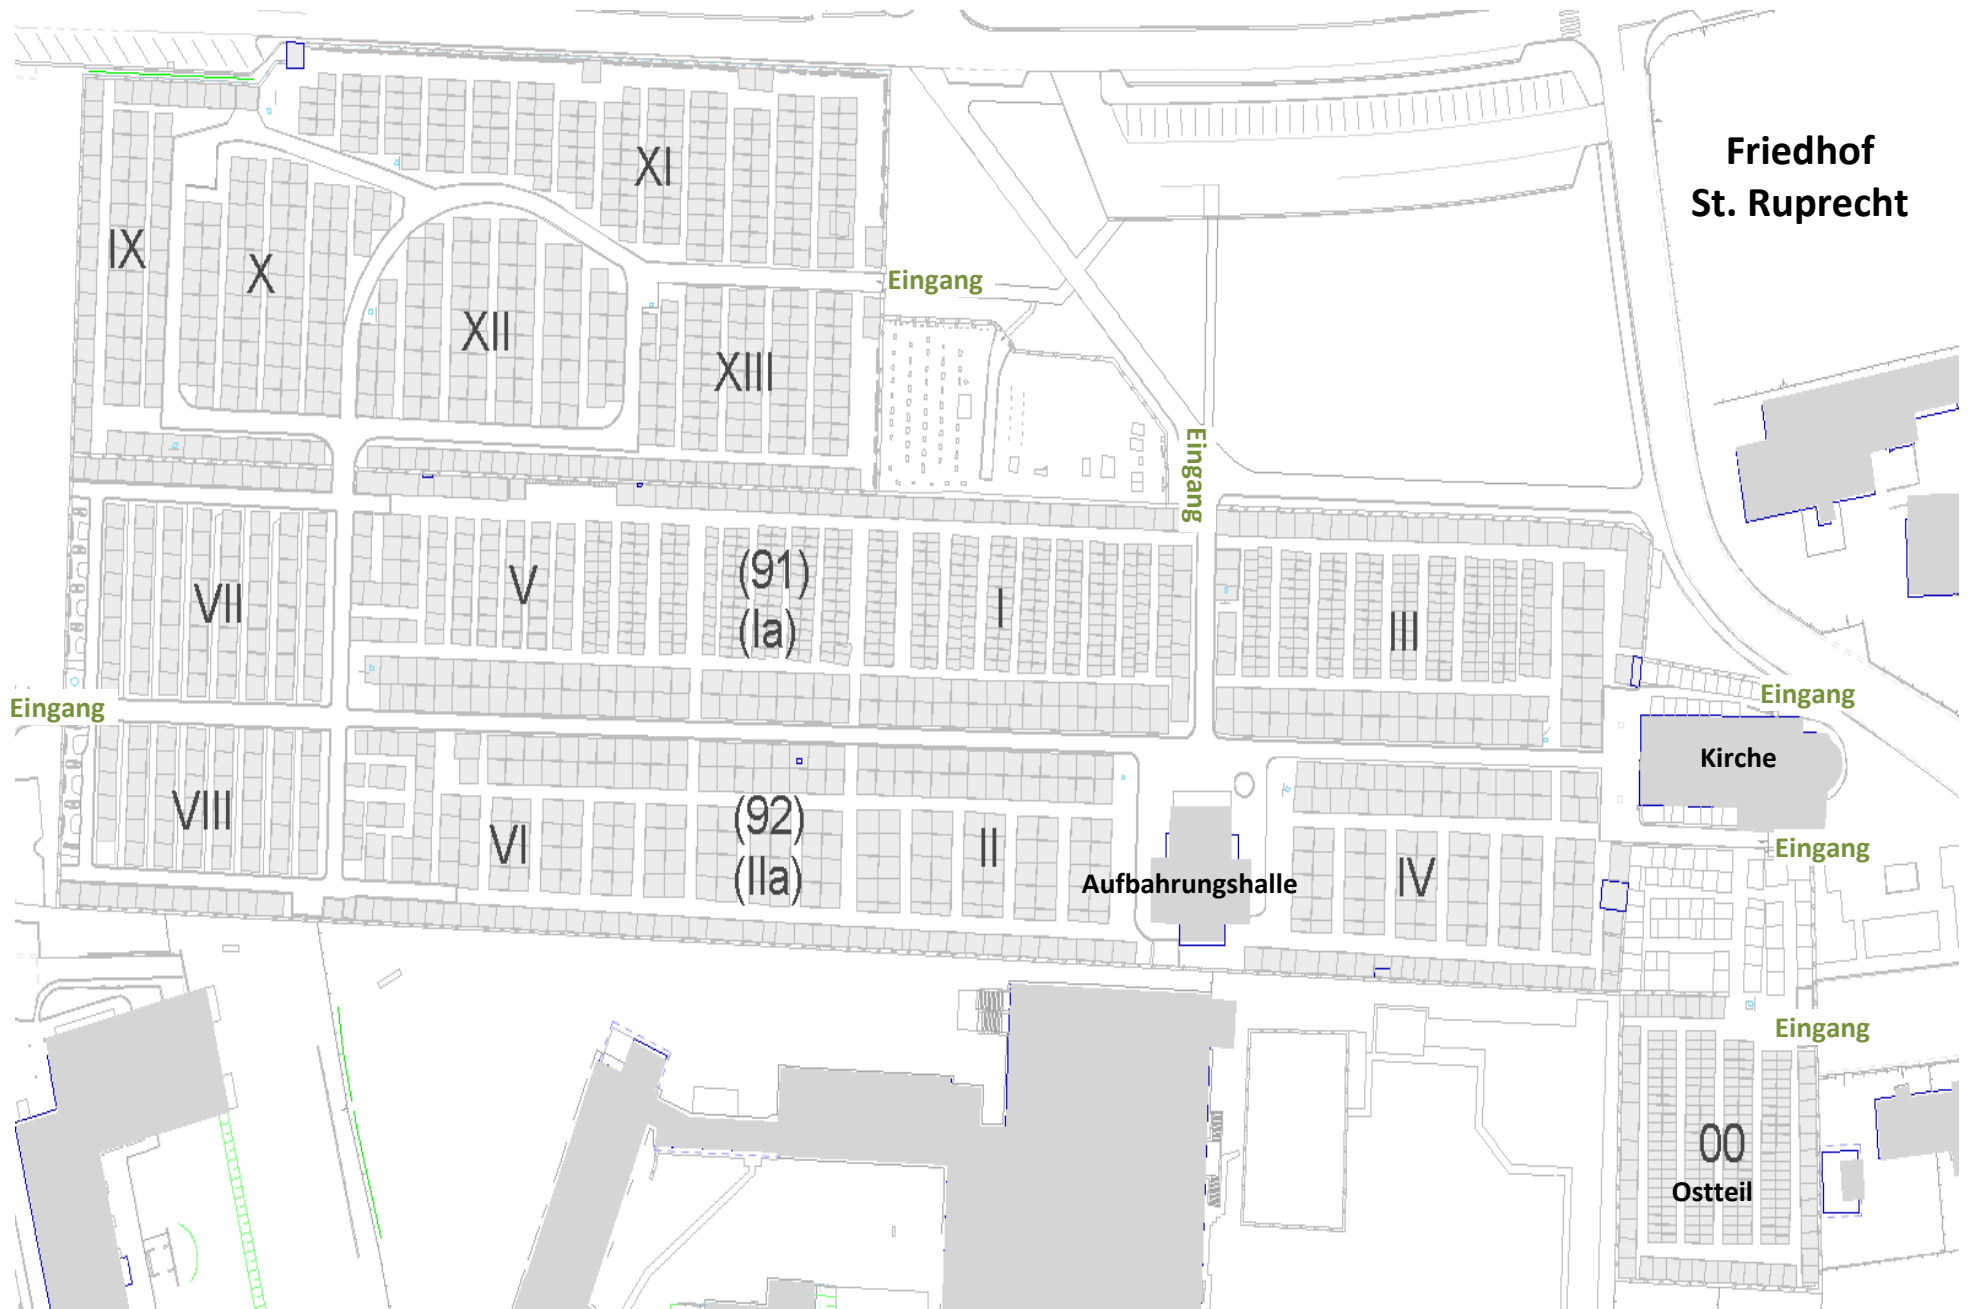 Friedhof
St. Ruprecht
XI
IX
X
Eingang
XII
XIII
Eingang
V
(91)
(Ia)
I
VII
III
Eingang
Eingang
Kirche
VIII
VI
(92)
(IIa)
II
Aufbahrungshalle
IV
Eingang
Eingang
00
Ostteil